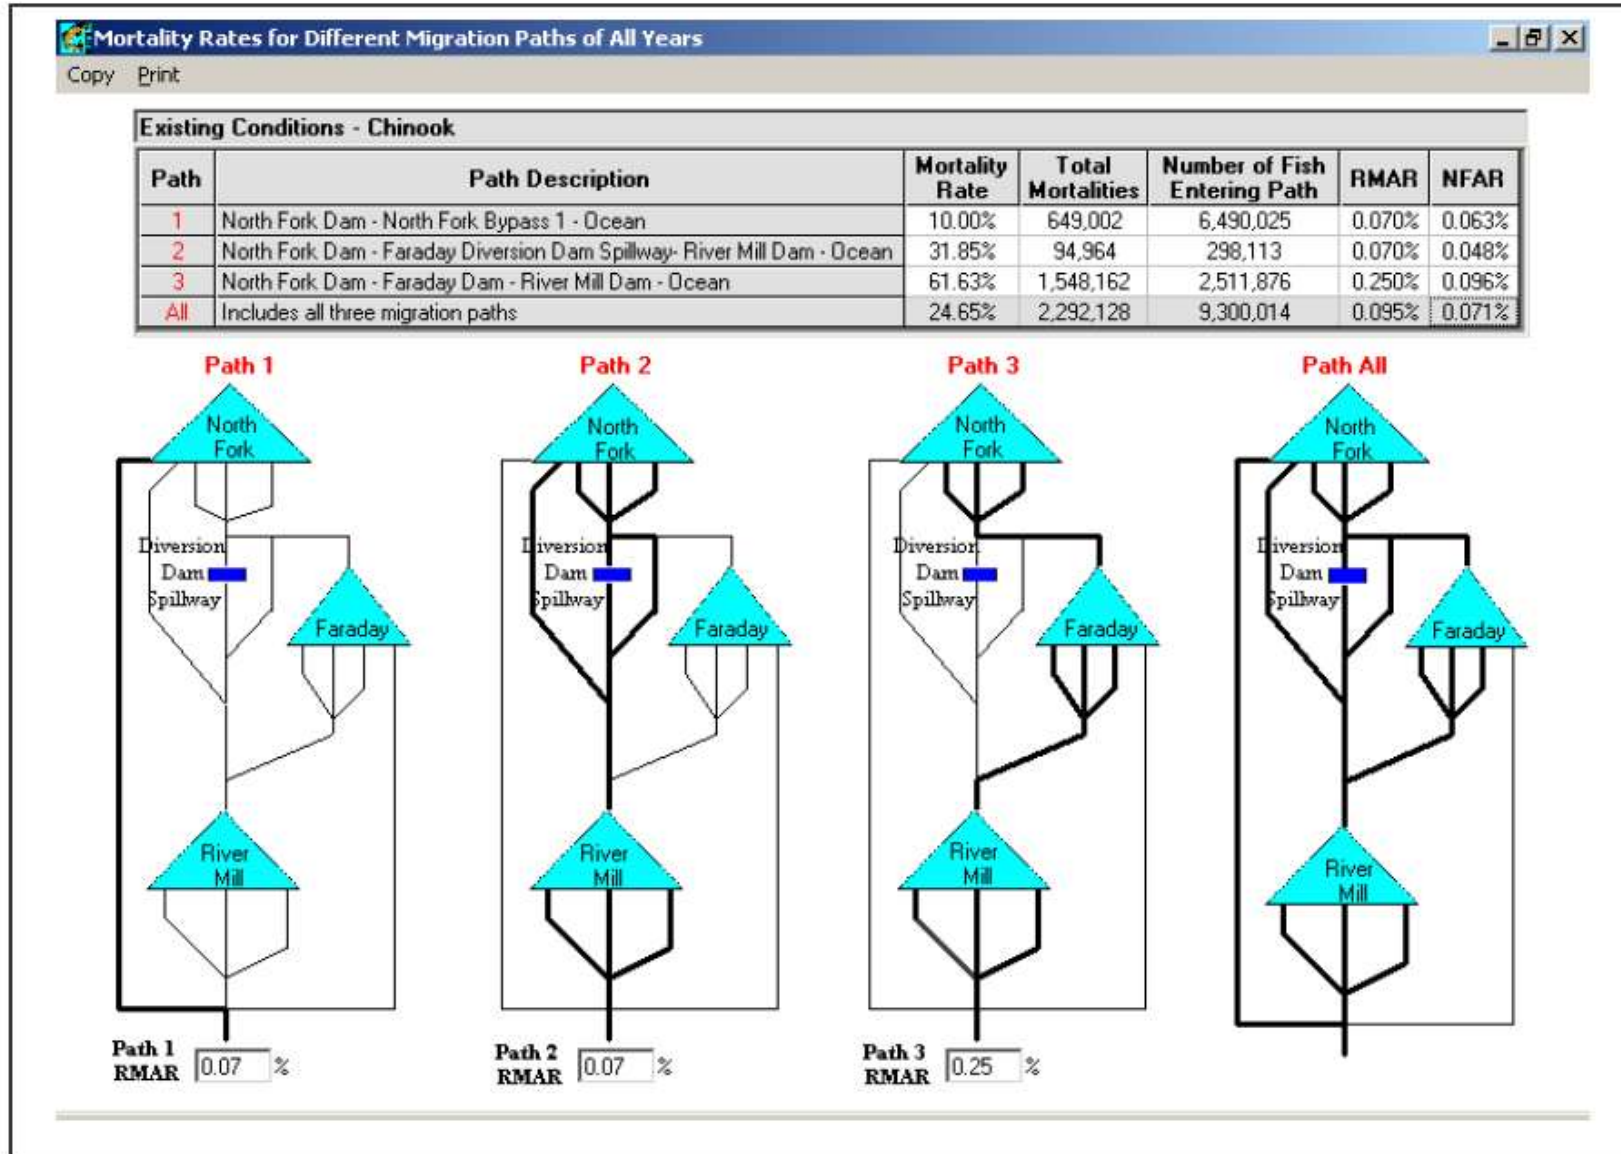 Mortality Rates for Different Migration Paths of All Years
Copy Print
Existing Conditions - Chinook
Path Path Description Mortality Rate Total Mortalities Number of Fish Entering Path RMAR NFAR
1 North Fork Dam - North Fork Bypass 1 - Ocean 10.00% 649,002 6,490,025 0.070% 0.063%
2 North Fork Dam - Faraday Diversion Dam Spillway- River Mill Dam - Ocean 31.85% 94,964 298,113 0.070% 0.048%
3 North Fork Dam - Faraday Dam - River Mill Dam - Ocean 61.63% 1,548,162 2,511,876 0.250% 0.096%
All Includes all three migration paths 24.65% 2,292,128 9,300,014 0.095% 0.071%
Path 1
North
Fork
Diversion
Dam
Spillway
Faraday
River
Mill
Path 1
RMAR 0.07 %
Path 2
North
Fork
Diversion
Dam
Spillway
Faraday
River
Mill
Path 2
RMAR 0.07 %
Path 3
North
Fork
Diversion
Dam
Spillway
Faraday
River
Mill
Path 3
RMAR 0.25 %
Path All
North
Fork
Diversion
Dam
Spillway
Faraday
River
Mill